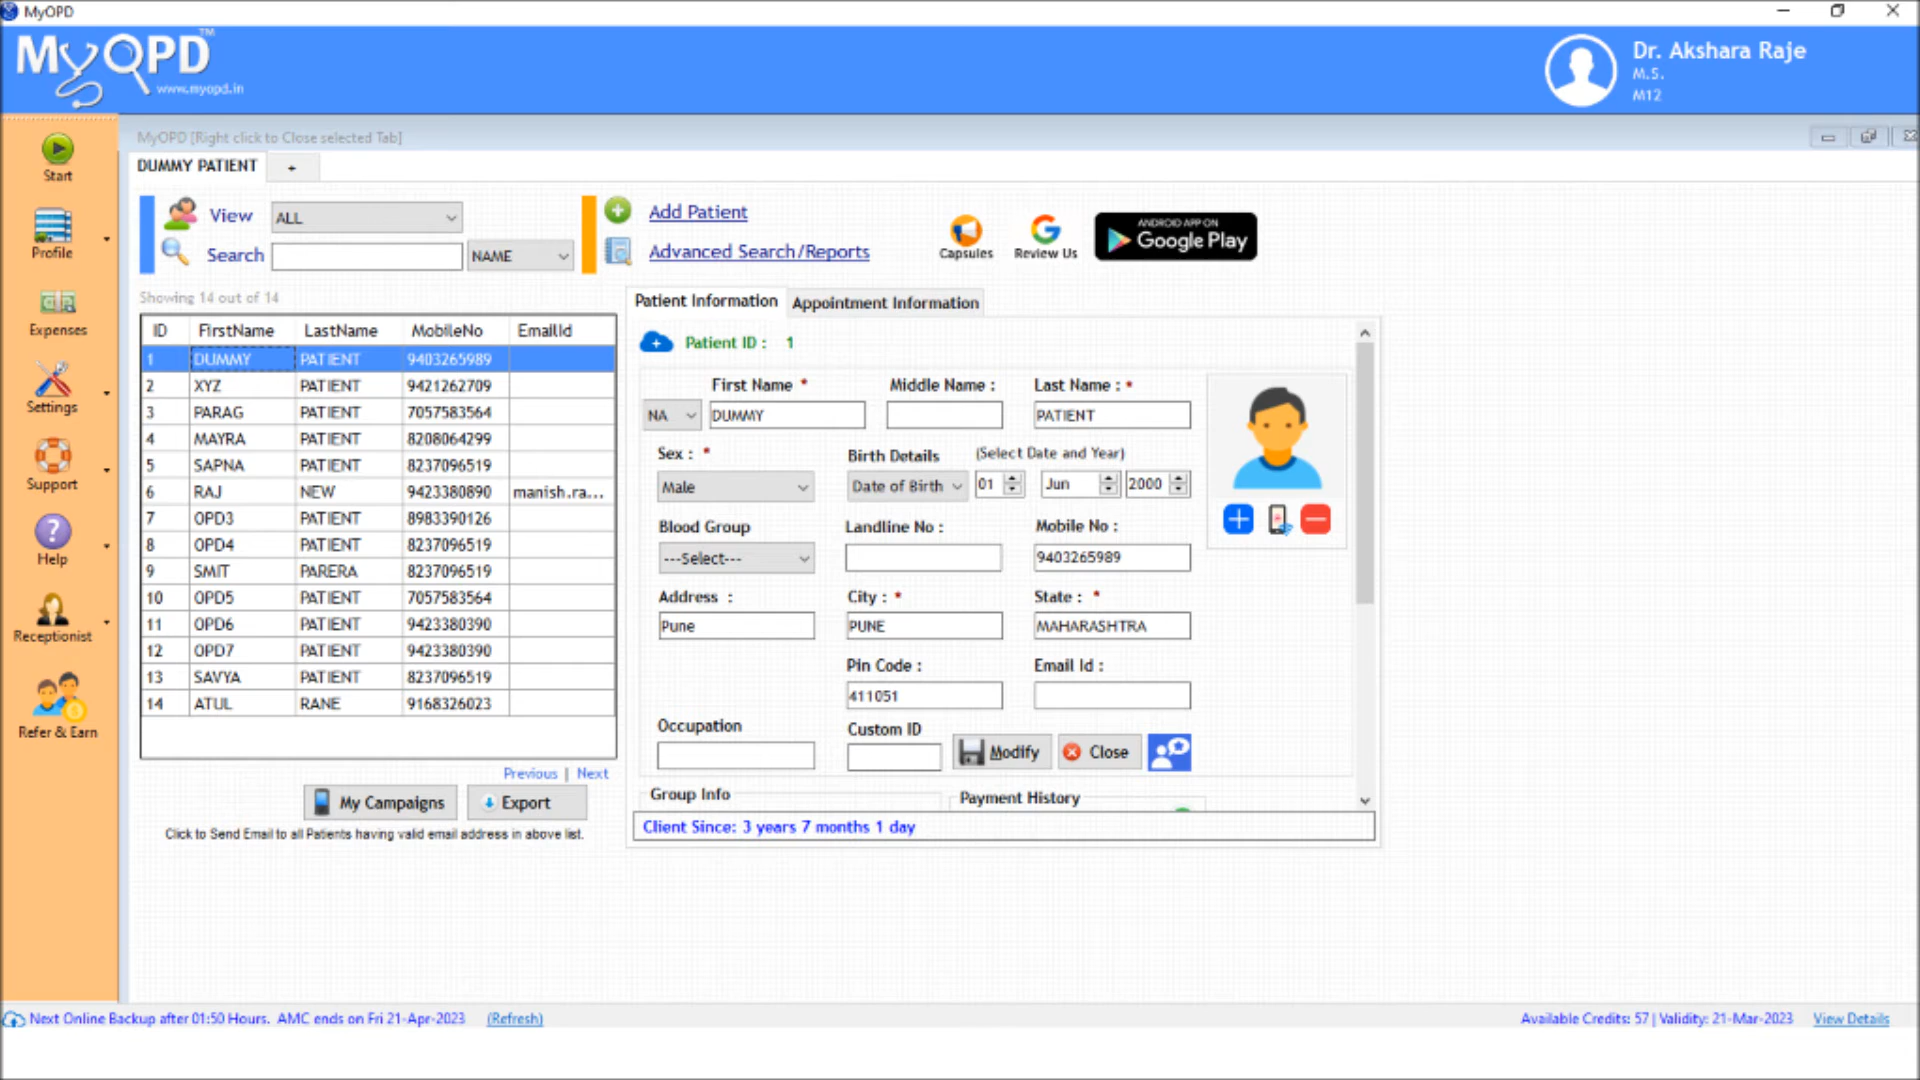 MyOPD
MyOPD™
www.myopd.in
Dr. Akshara Raje
M.S.
M12
Start
Profile
Expenses
Settings
Support
Help
Receptionist
Refer & Earn
MyOPD [Right click to Close selected Tab]
DUMMY PATIENT +
View ALL
Search NAME
Add Patient
Advanced Search/Reports
Capsules
Review Us
ANDROID APP ON
Google Play
Showing 14 out of 14
ID FirstName LastName MobileNo EmailId
1 DUMMY PATIENT 9403265989
2 XYZ PATIENT 9421262709
3 PARAG PATIENT 7057583564
4 MAYRA PATIENT 8208064299
5 SAPNA PATIENT 8237096519
6 RAJ NEW 9423380890 manish.ra...
7 OPD3 PATIENT 8983390126
8 OPD4 PATIENT 8237096519
9 SMIT PARERA 8237096519
10 OPD5 PATIENT 7057583564
11 OPD6 PATIENT 9423380390
12 OPD7 PATIENT 9423380390
13 SAVYA PATIENT 8237096519
14 ATUL RANE 9168326023
Previous | Next
My Campaigns
Export
Click to Send Email to all Patients having valid email address in above list.
Patient Information Appointment Information
Patient ID : 1
First Name * Middle Name : Last Name : *
NA DUMMY PATIENT
Sex : * Birth Details (Select Date and Year)
Male Date of Birth 01 Jun 2000
Blood Group Landline No : Mobile No :
---Select--- 9403265989
Address : City : * State : *
Pune PUNE MAHARASHTRA
Pin Code : Email Id :
411051
Occupation Custom ID
Modify Close
Group Info Payment History
Client Since: 3 years 7 months 1 day
Next Online Backup after 01:50 Hours. AMC ends on Fri 21-Apr-2023 (Refresh)
Available Credits: 57 | Validity: 21-Mar-2023 View Details